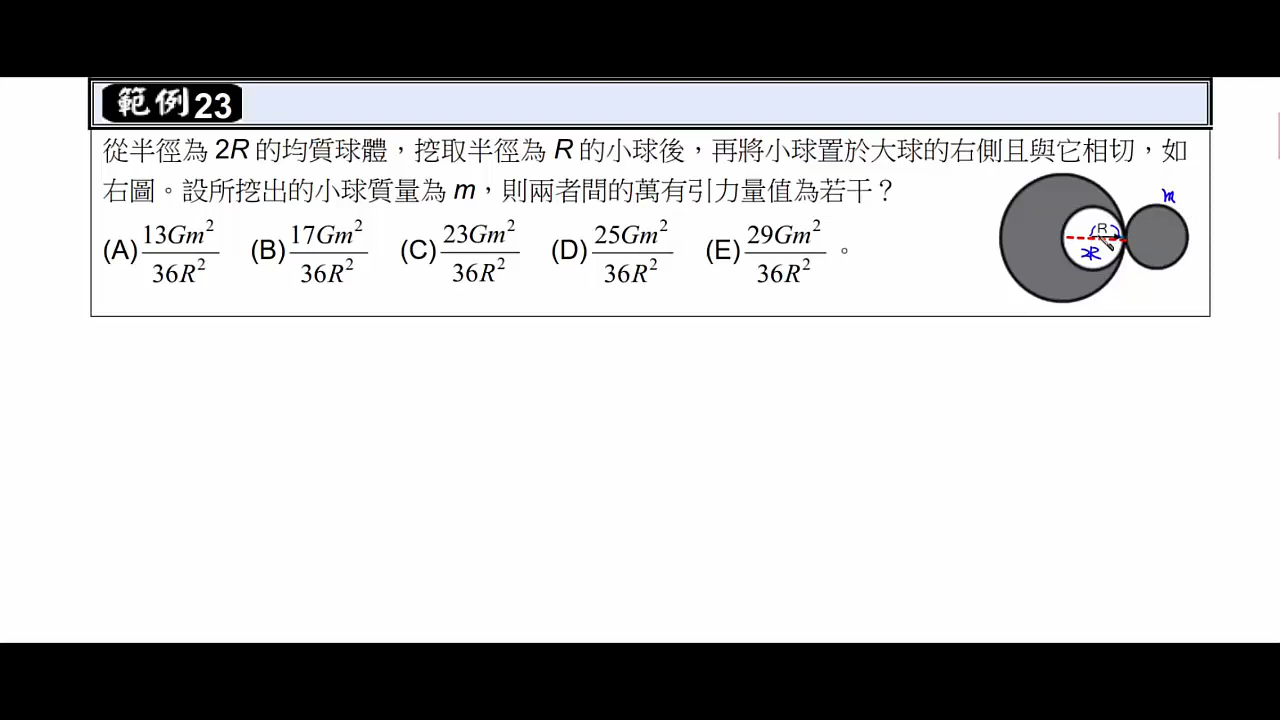 範例23
從半徑為 2R 的均質球體，挖取半徑為 R 的小球後，再將小球置於大球的右側且與它相切，如
右圖。設所挖出的小球質量為 m，則兩者間的萬有引力量值為若干？
(A) 13Gm²/36R² (B) 17Gm²/36R² (C) 23Gm²/36R² (D) 25Gm²/36R² (E) 29Gm²/36R² 。
m
R
2R